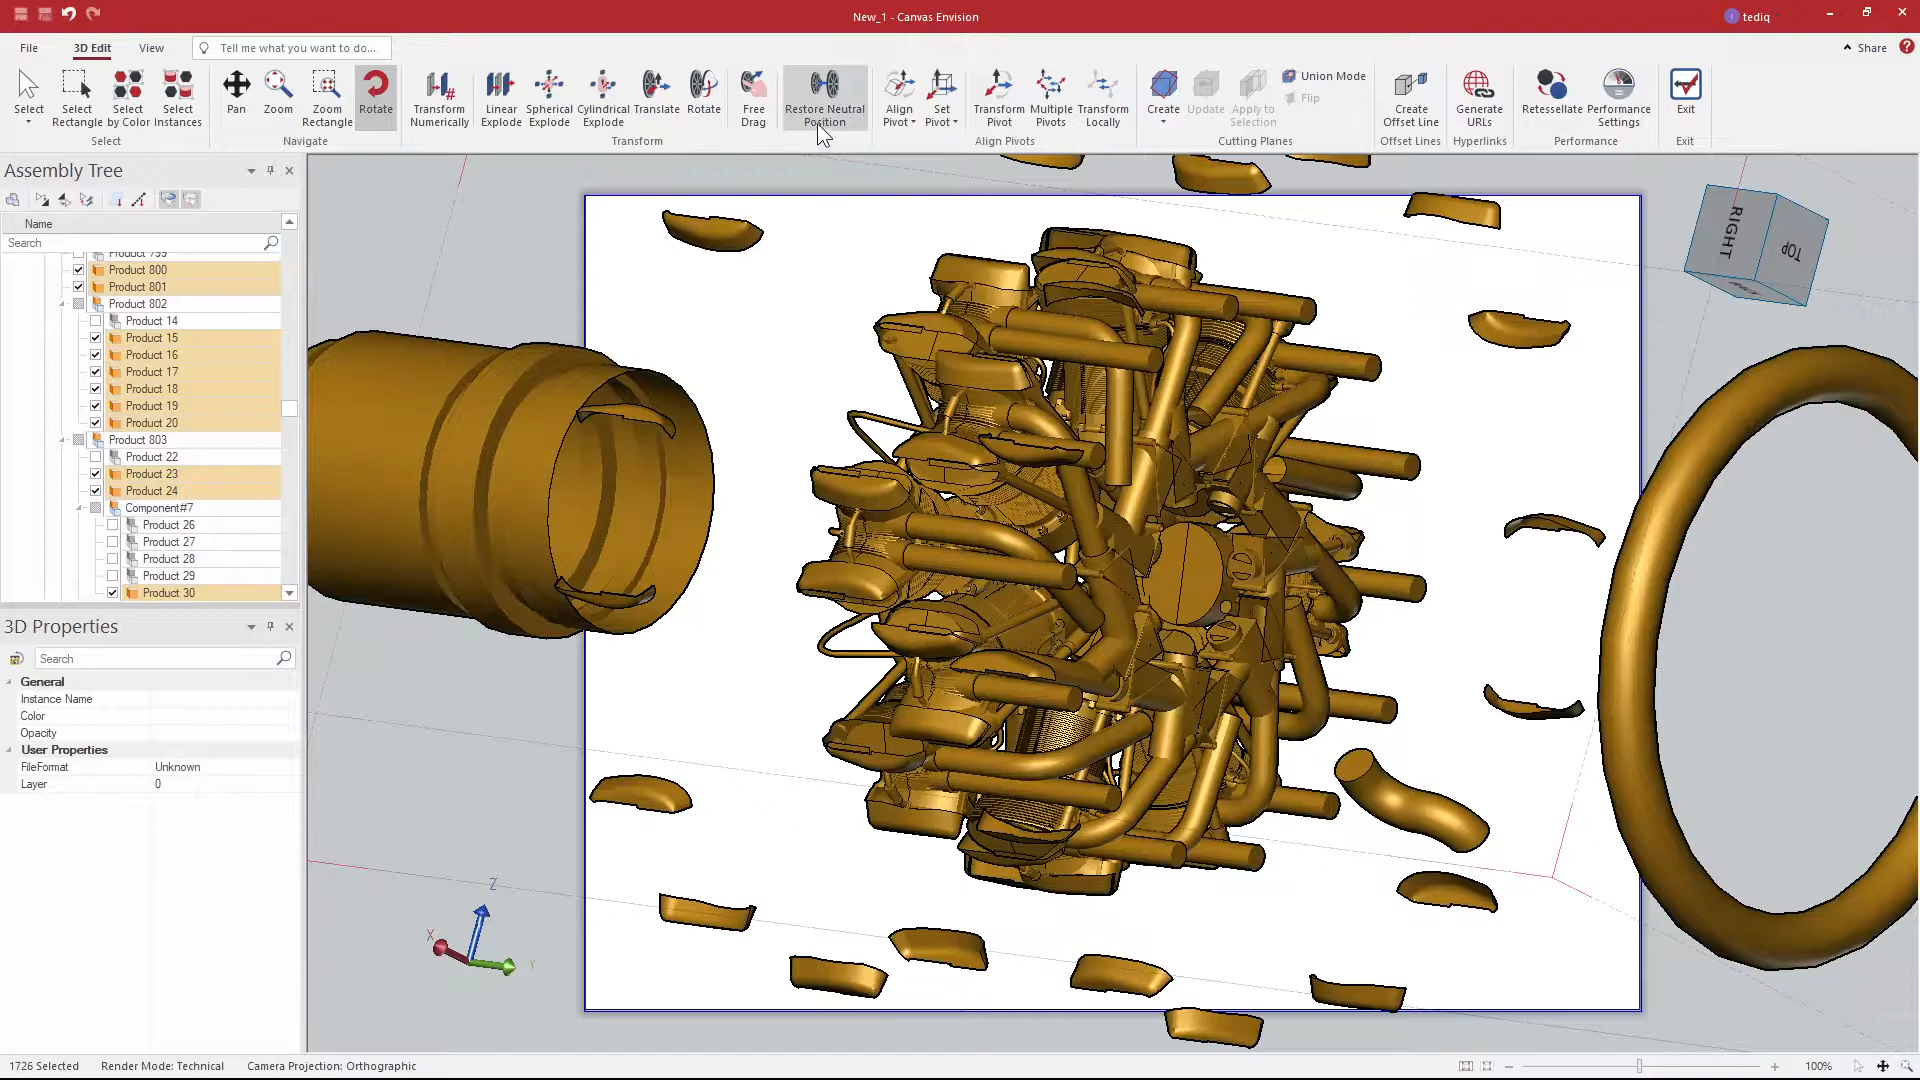 New_1 - Canvas Envision
tediq
File
3D Edit
View
Tell me what you want to do...
Share
Select
Select Rectangle
Select by Color
Select Instances
Select
Pan
Zoom
Zoom Rectangle
Rotate
Navigate
Transform Numerically
Linear Explode
Spherical Explode
Cylindrical Explode
Translate
Rotate
Free Drag
Restore Neutral Position
Transform
Align Pivot
Set Pivot
Transform Pivot
Multiple Pivots
Transform Locally
Align Pivots
Create
Update
Apply to Selection
Union Mode
Flip
Cutting Planes
Create Offset Line
Offset Lines
Generate URLs
Hyperlinks
Retessellate
Performance Settings
Performance
Exit
Exit
Assembly Tree
Name
Search
Product 799
Product 800
Product 801
Product 802
Product 14
Product 15
Product 16
Product 17
Product 18
Product 19
Product 20
Product 803
Product 22
Product 23
Product 24
Component#7
Product 26
Product 27
Product 28
Product 29
Product 30
3D Properties
Search
General
Instance Name
Color
Opacity
User Properties
FileFormat Unknown
Layer 0
RIGHT
TOP
Z
X
Y
1726 Selected
Render Mode: Technical
Camera Projection: Orthographic
100%